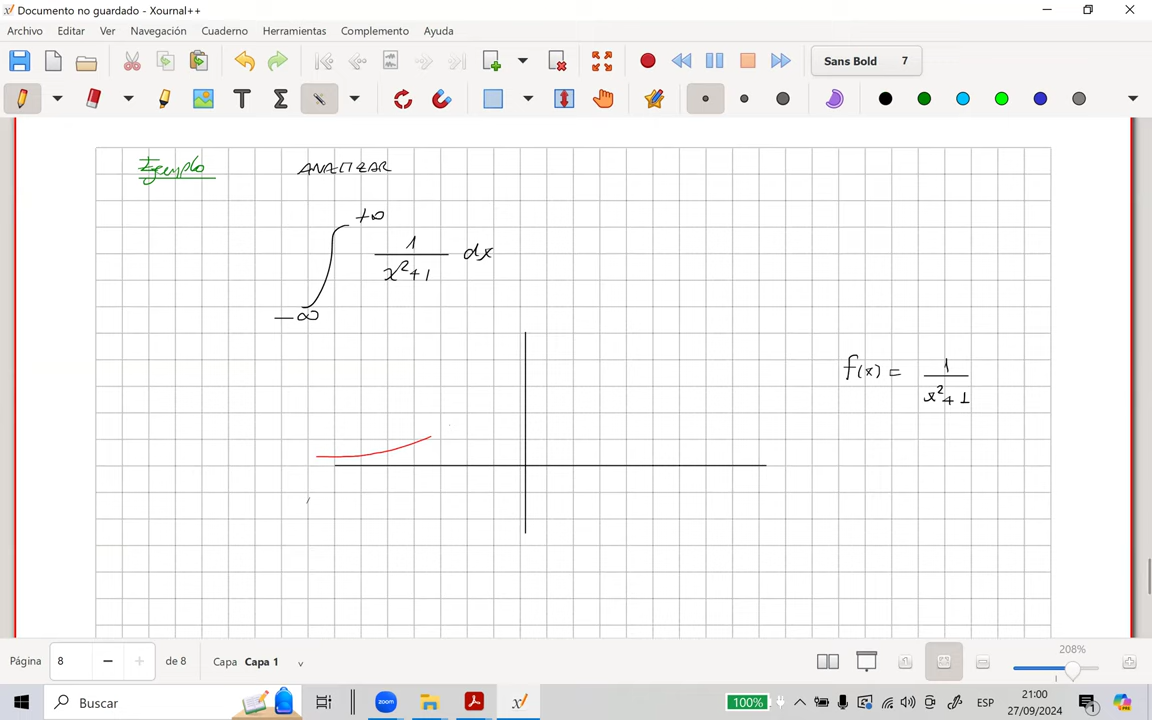 Documento no guardado - Xournal++
Archivo Editar Ver Navegación Cuaderno Herramientas Complemento Ayuda
Sans Bold 7
Ejemplo ANALIZAR
+∞
1
x²+1
dx
-∞
f(x) = 1
x²+1
Página 8 de 8 Capa Capa 1
208%
Buscar
100%
ESP
21:00
27/09/2024
1